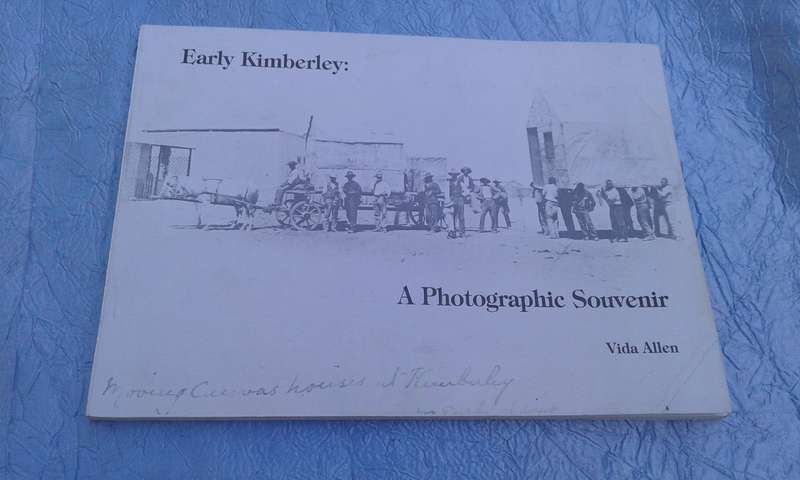 Early Kimberley:
A Photographic Souvenir
Vida Allen
Moving Canvas houses at Kimberley